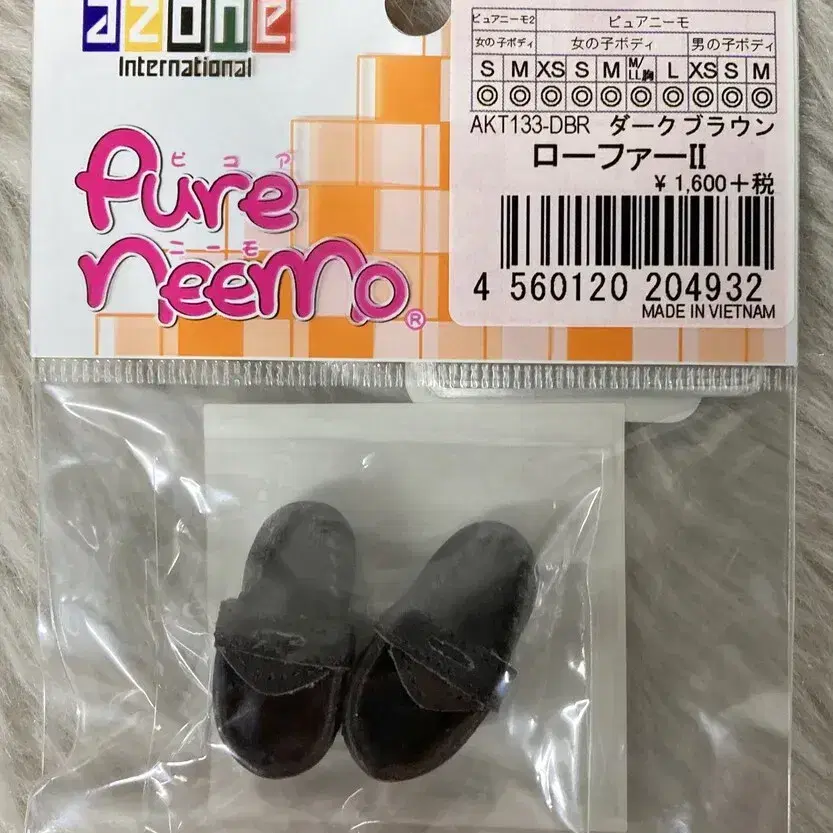 azone
International
ピュア
Pure
ニーモ
neemo®
ピュアニーモ2 ピュアニーモ
女の子ボディ 女の子ボディ 男の子ボディ
S M XS S M M/LL胸 L XS S M
◎ ◎ ◎ ◎ ◎ ◎ ◎ ◎ ◎ ◎
AKT133-DBR ダークブラウン
ローファーII
¥ 1,600+税
4 560120 204932
MADE IN VIETNAM